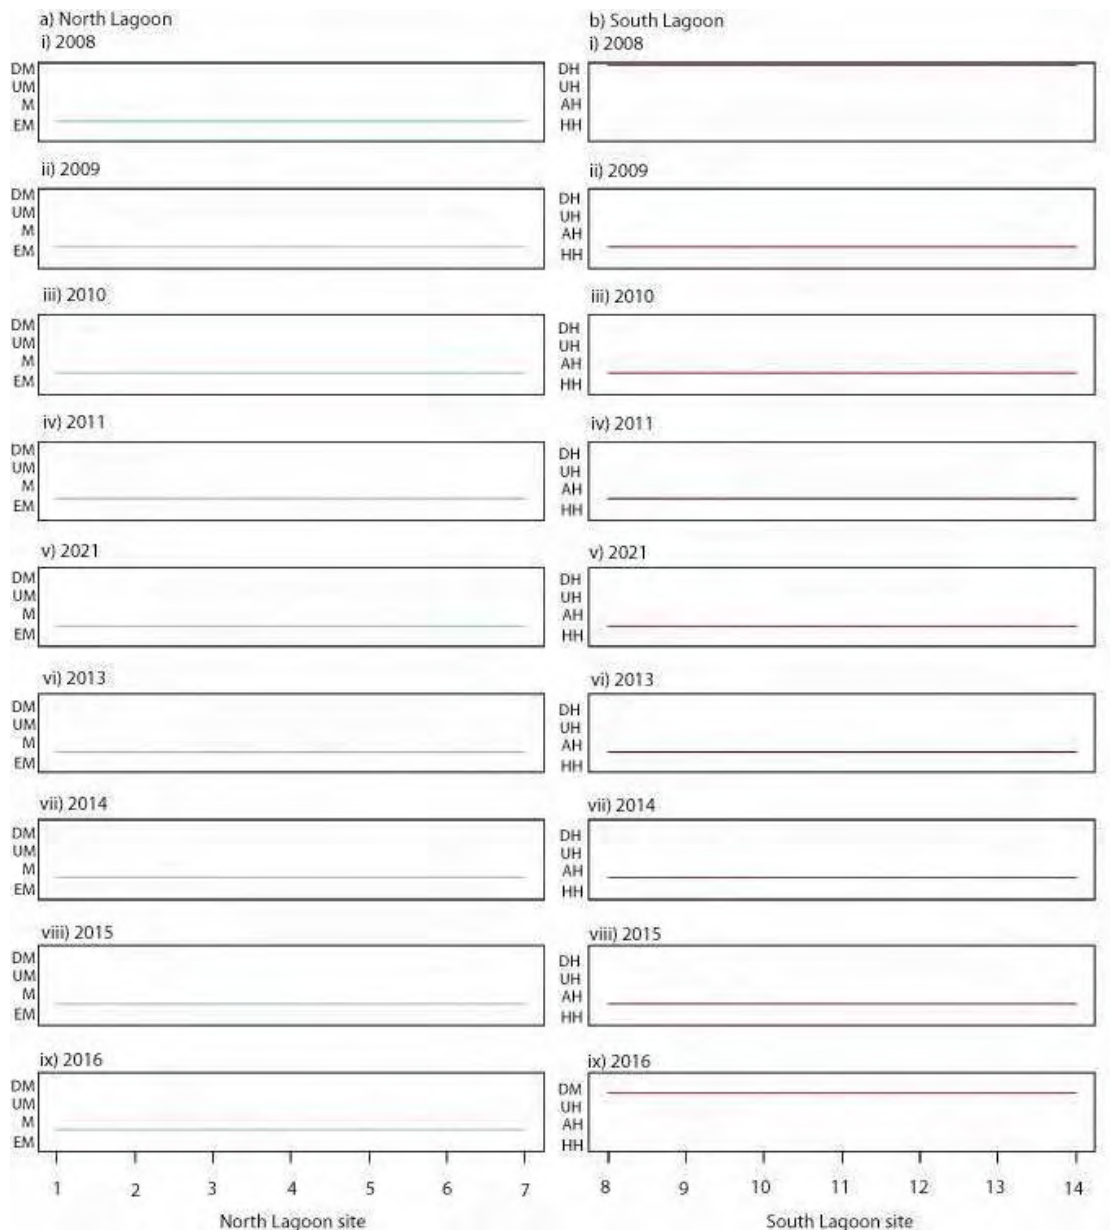 a) North Lagoon
i) 2008
DM
UM
M
EM
ii) 2009
DM
UM
M
EM
iii) 2010
DM
UM
M
EM
iv) 2011
DM
UM
M
EM
v) 2021
DM
UM
M
EM
vi) 2013
DM
UM
M
EM
vii) 2014
DM
UM
M
EM
viii) 2015
DM
UM
M
EM
ix) 2016
DM
UM
M
EM
1 2 3 4 5 6 7
North Lagoon site
b) South Lagoon
i) 2008
DH
UH
AH
HH
ii) 2009
DH
UH
AH
HH
iii) 2010
DH
UH
AH
HH
iv) 2011
DH
UH
AH
HH
v) 2021
DH
UH
AH
HH
vi) 2013
DH
UH
AH
HH
vii) 2014
DH
UH
AH
HH
viii) 2015
DH
UH
AH
HH
ix) 2016
DM
UH
AH
HH
8 9 10 11 12 13 14
South Lagoon site